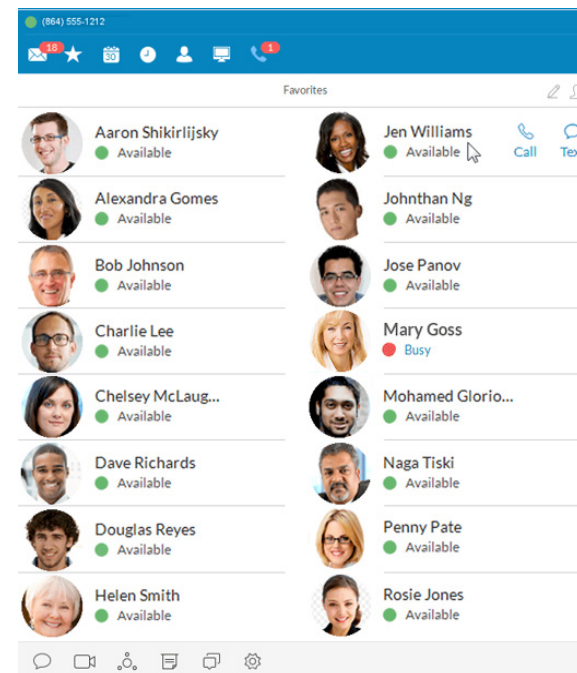 (864) 555-1212
18
30
1
Favorites
Aaron Shikirlijsky
Available
Alexandra Gomes
Available
Bob Johnson
Available
Charlie Lee
Available
Chelsey McLaug...
Available
Dave Richards
Available
Douglas Reyes
Available
Helen Smith
Available
Jen Williams
Available
Call
Tex
Johnthan Ng
Available
Jose Panov
Available
Mary Goss
Busy
Mohamed Glorio...
Available
Naga Tiski
Available
Penny Pate
Available
Rosie Jones
Available